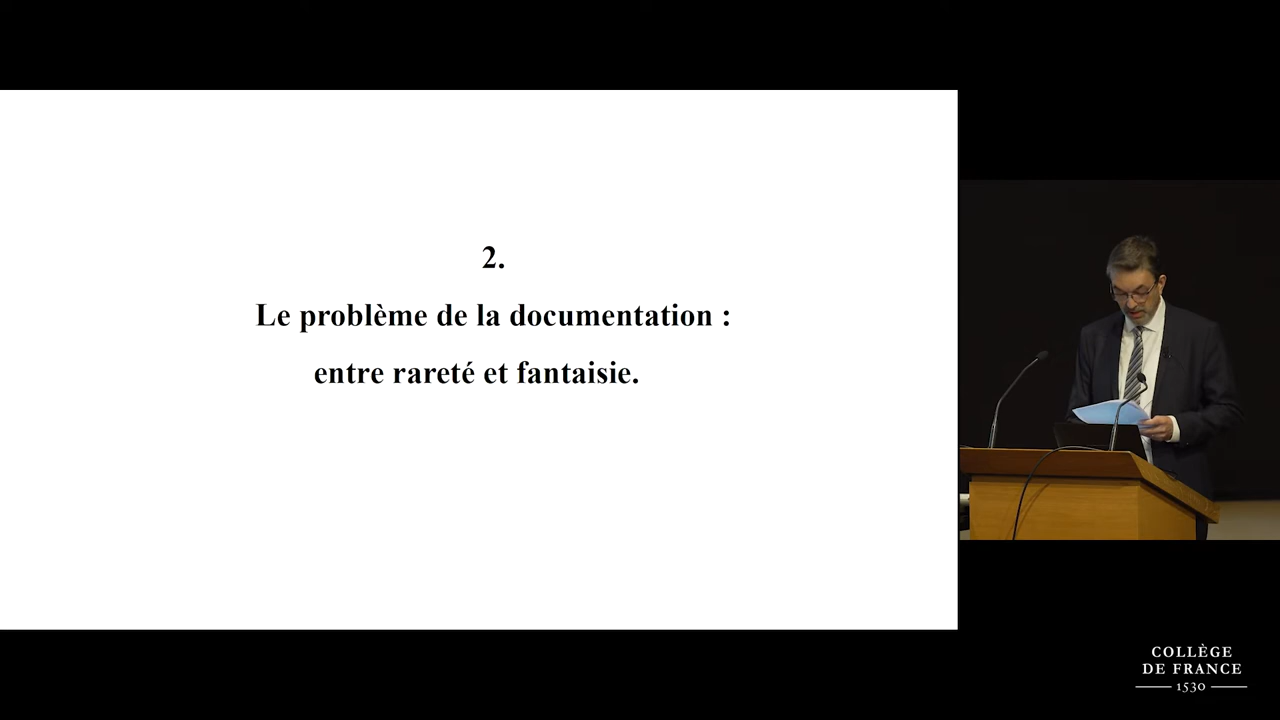 2.
Le problème de la documentation :
entre rareté et fantaisie.
COLLÈGE
DE FRANCE
1530